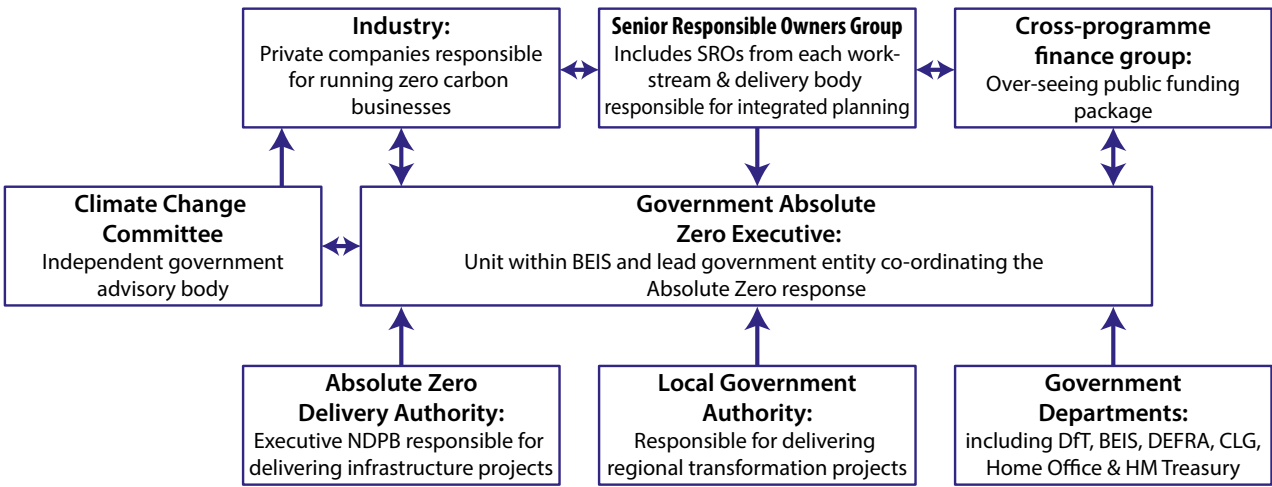 Industry:
Private companies responsible
for running zero carbon
businesses
Senior Responsible Owners Group
Includes SROs from each work-
stream & delivery body
responsible for integrated planning
Cross-programme
finance group:
Over-seeing public funding
package
Climate Change
Committee
Independent government
advisory body
Government Absolute
Zero Executive:
Unit within BEIS and lead government entity co-ordinating the
Absolute Zero response
Absolute Zero
Delivery Authority:
Executive NDPB responsible for
delivering infrastructure projects
Local Government
Authority:
Responsible for delivering
regional transformation projects
Government
Departments:
including DfT, BEIS, DEFRA, CLG,
Home Office & HM Treasury